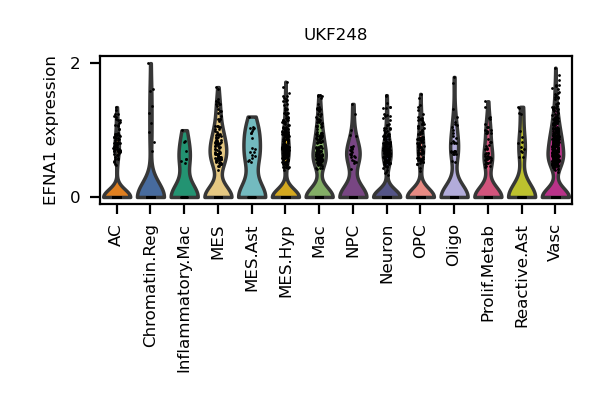 UKF248
EFNA1 expression
2
0
AC
Chromatin.Reg
Inflammatory.Mac
MES
MES.Ast
MES.Hyp
Mac
NPC
Neuron
OPC
Oligo
Prolif.Metab
Reactive.Ast
Vasc